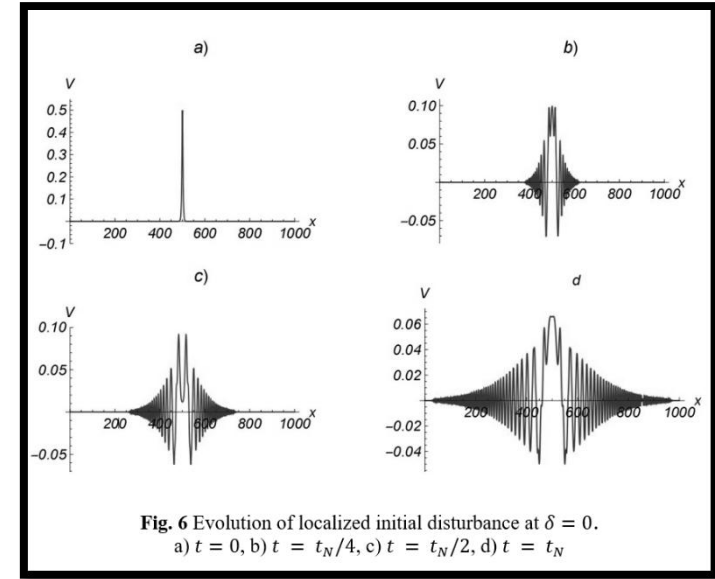 a)
V
0.5
0.4
0.3
0.2
0.1
-0.1
200 400 600 800 1000 x
b)
V
0.10
0.05
-0.05
200 400 600 800 1000 x
c)
V
0.10
0.05
-0.05
200 400 600 800 1000 x
d
V
0.06
0.04
0.02
-0.02
-0.04
200 400 600 800 1000 x
Fig. 6 Evolution of localized initial disturbance at δ = 0.
a) t = 0, b) t = t_N/4, c) t = t_N/2, d) t = t_N